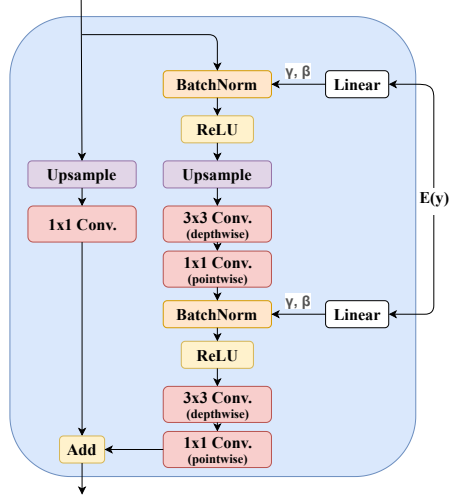 BatchNorm
γ, β
Linear
ReLU
Upsample
Upsample
1x1 Conv.
3x3 Conv.
(depthwise)
E(y)
1x1 Conv.
(pointwise)
BatchNorm
γ, β
Linear
ReLU
3x3 Conv.
(depthwise)
Add
1x1 Conv.
(pointwise)